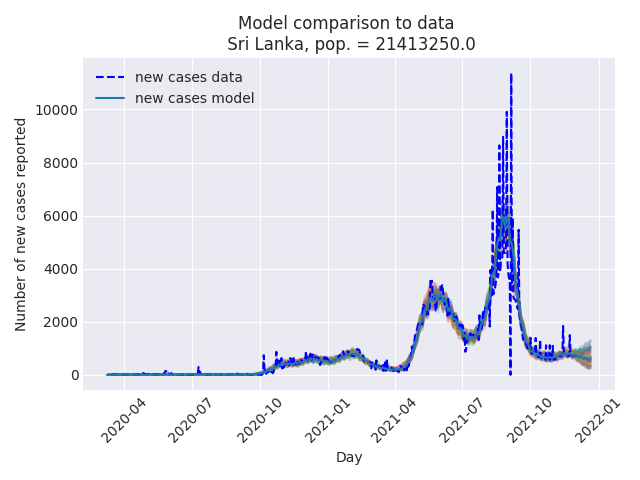 Model comparison to data
Sri Lanka, pop. = 21413250.0
new cases data
new cases model
Number of new cases reported
10000
8000
6000
4000
2000
0
2020-04
2020-07
2020-10
2021-01
2021-04
2021-07
2021-10
2022-01
Day